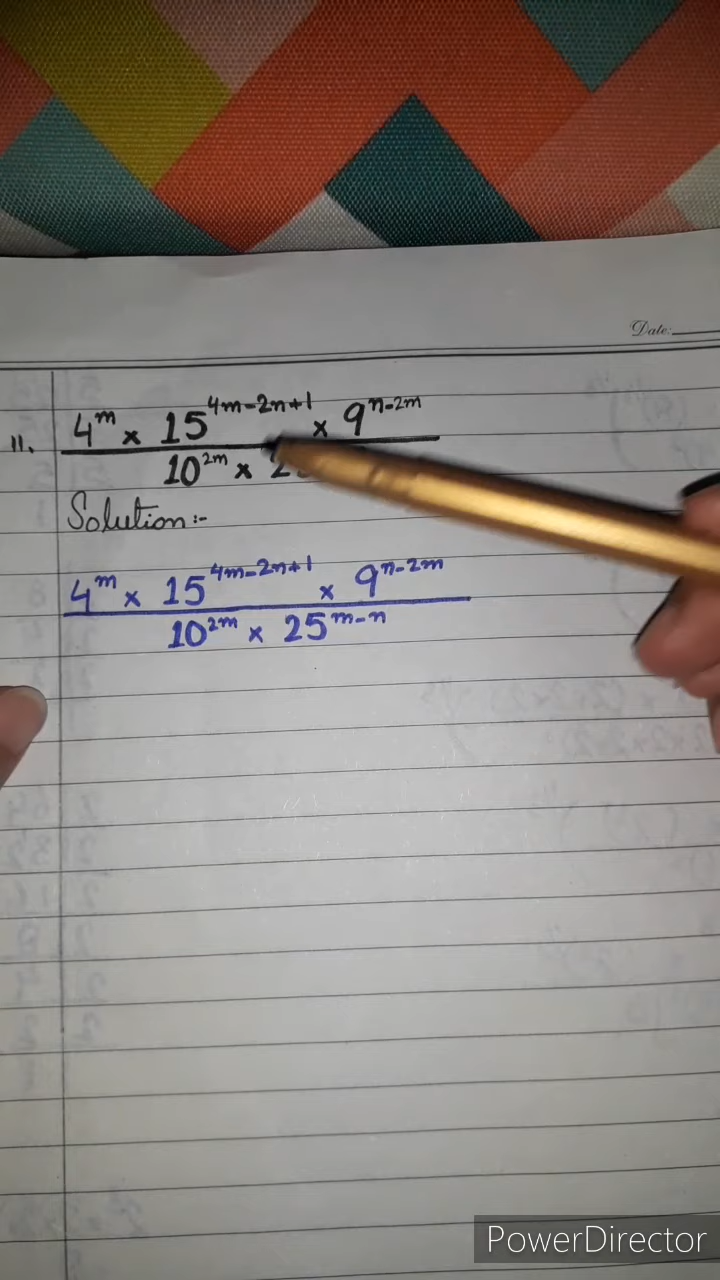 Date:
11. 4^m × 15^(4m-2n+1) × 9^(n-2m)
10^(2m) × 2
Solution:-
4^m × 15^(4m-2n+1) × 9^(n-2m)
10^(2m) × 25^(m-n)
PowerDirector